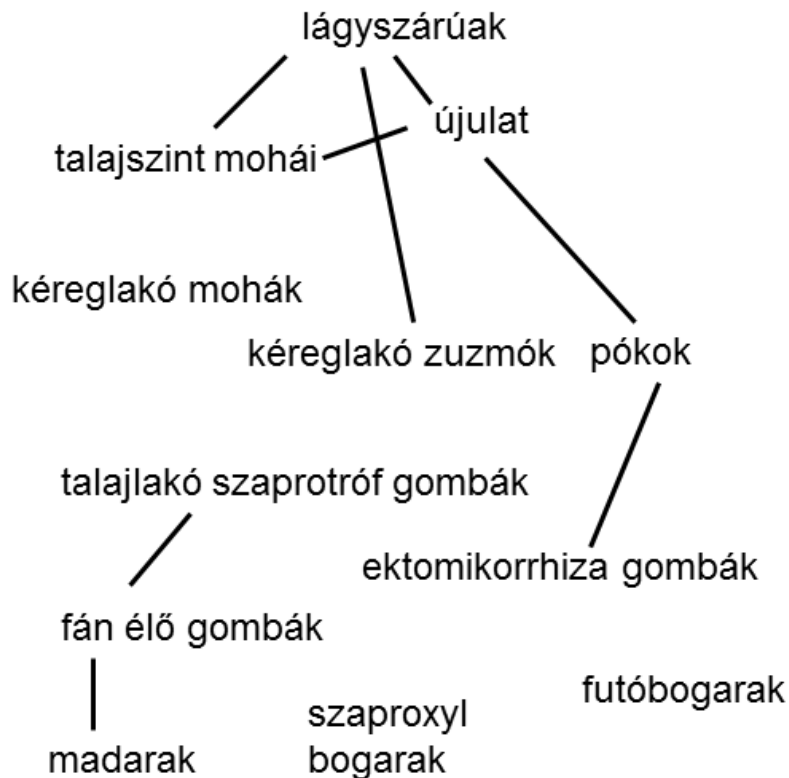 lágyszárúak
újulat
talajszint mohái
kéreglakó mohák
kéreglakó zuzmók
pókok
talajlakó szaprotróf gombák
ektomikorrhiza gombák
fán élő gombák
futóbogarak
szaproxyl
bogarak
madarak